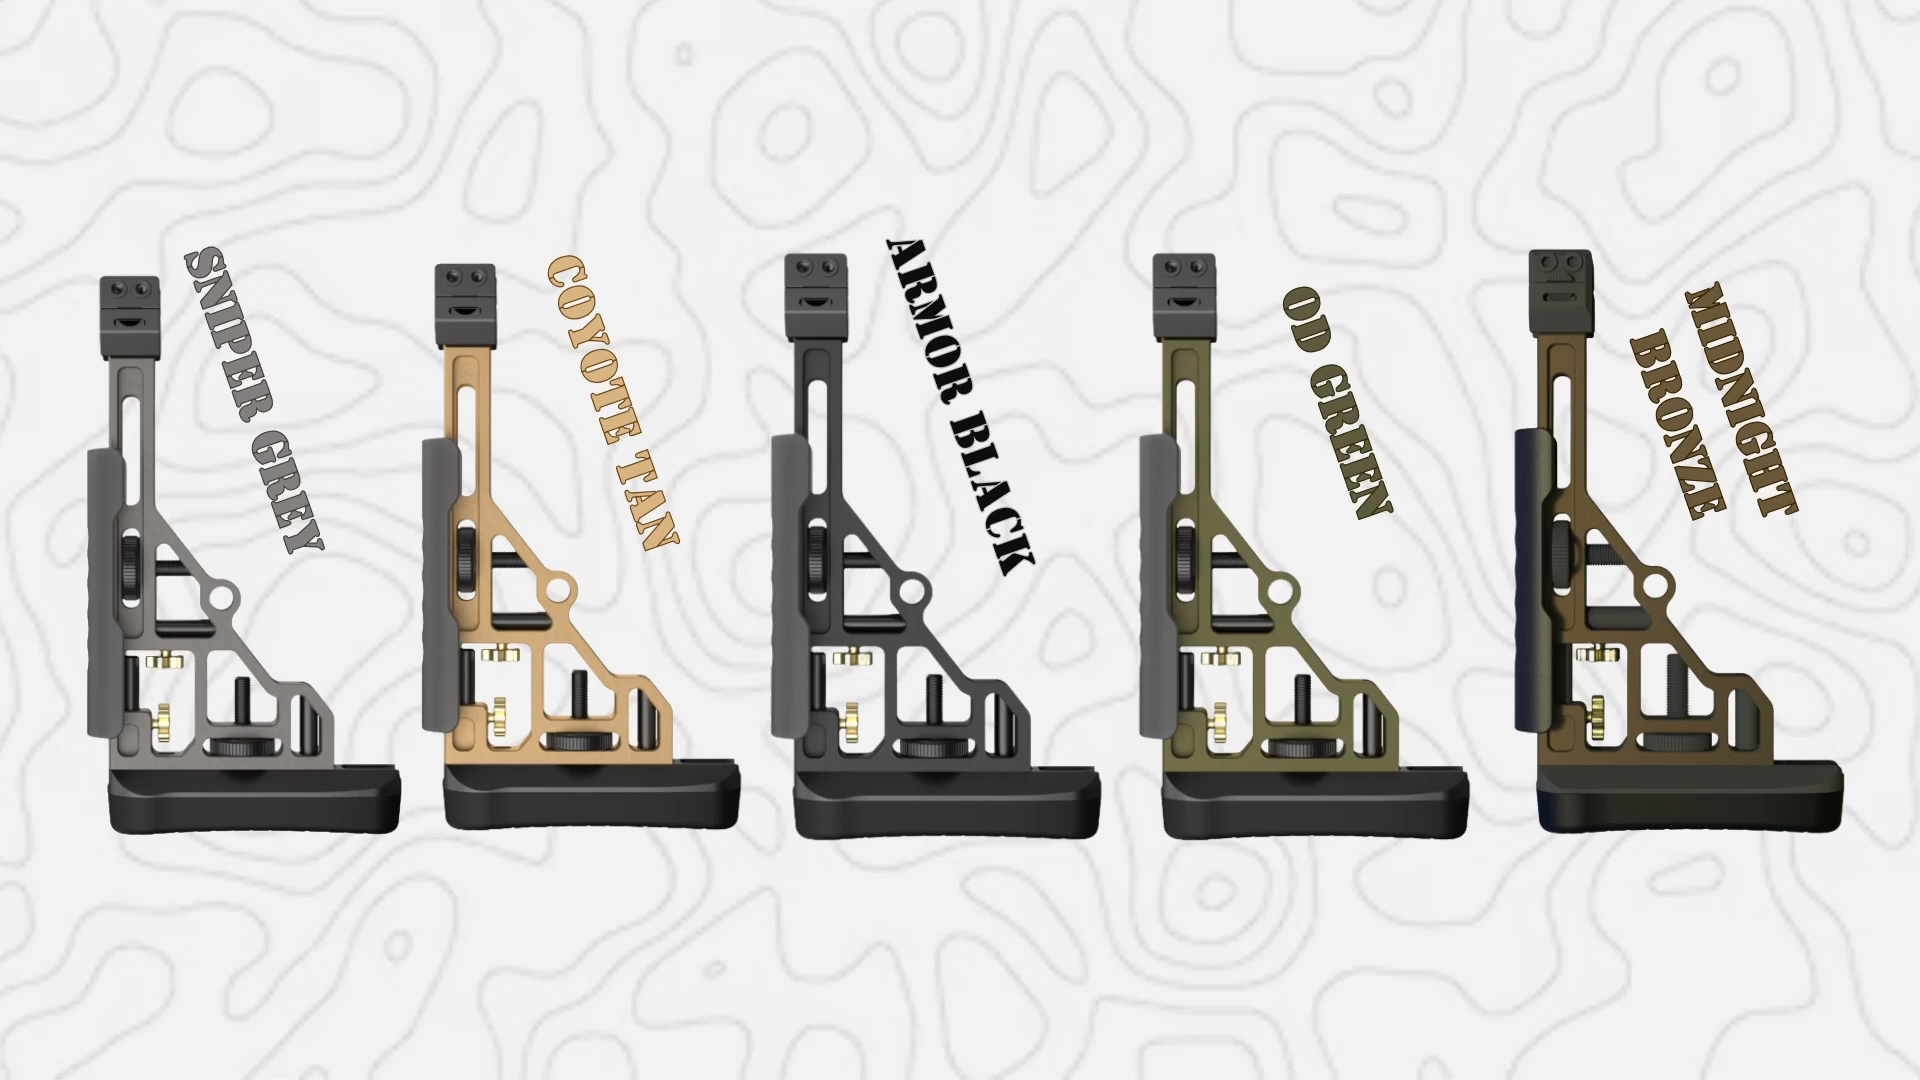 SNIPER GREY
COYOTE TAN
ARMOR BLACK
OD GREEN
MIDNIGHT
BRONZE